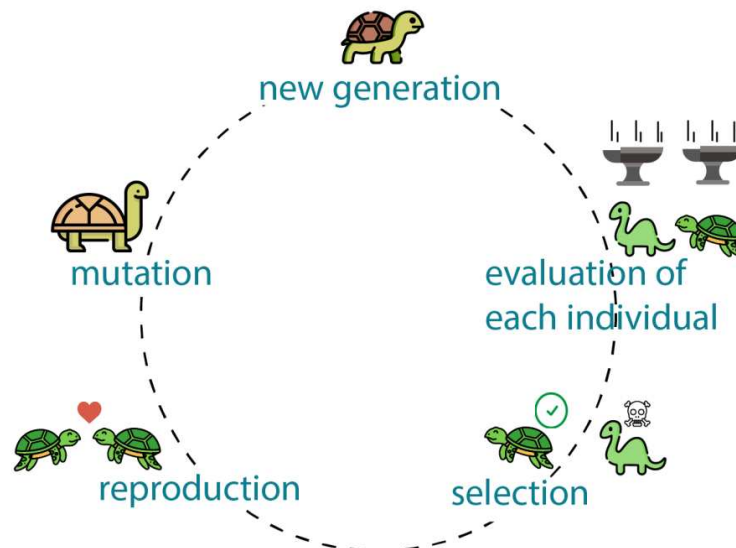 new generation
evaluation of
each individual
selection
reproduction
mutation